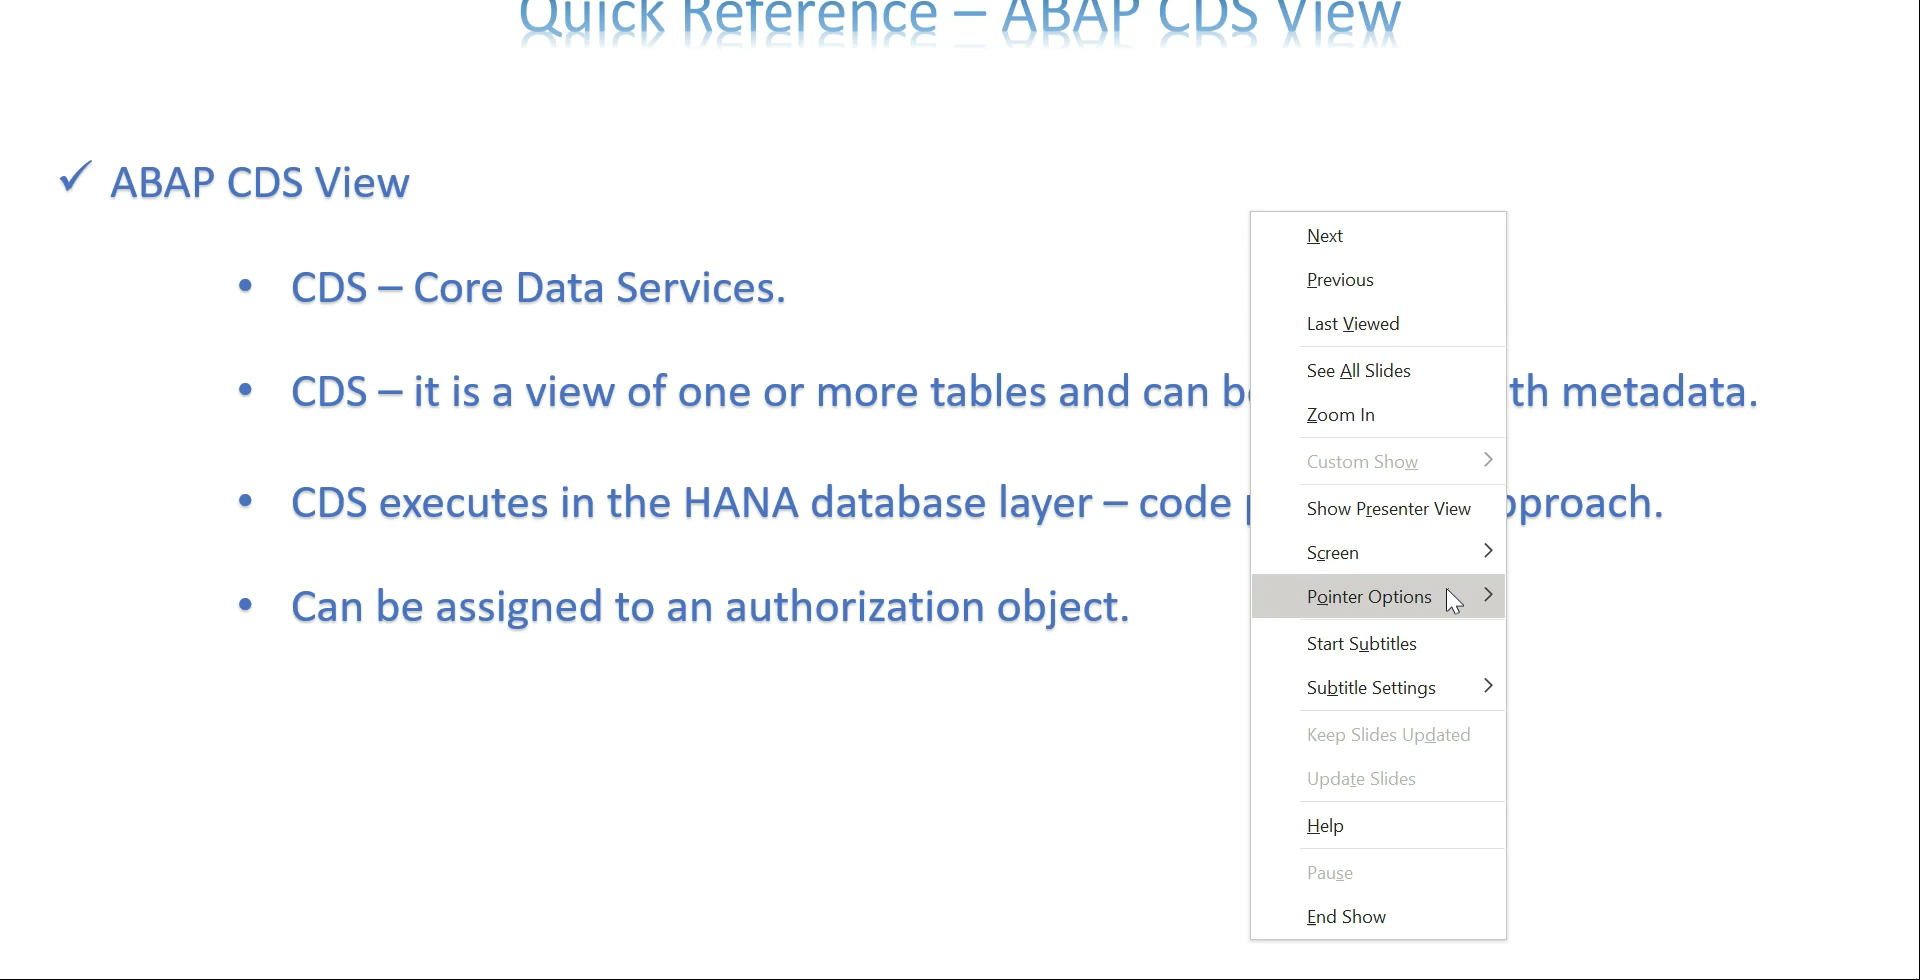 Quick Reference – ABAP CDS View
✓ ABAP CDS View
• CDS – Core Data Services.
• CDS – it is a view of one or more tables and can metadata.
• CDS executes in the HANA database layer – code
• Can be assigned to an authorization object.
Next
Previous
Last Viewed
See All Slides
Zoom In
Custom Show
Show Presenter View
Screen
Pointer Options
Start Subtitles
Subtitle Settings
Keep Slides Updated
Update Slides
Help
Pause
End Show